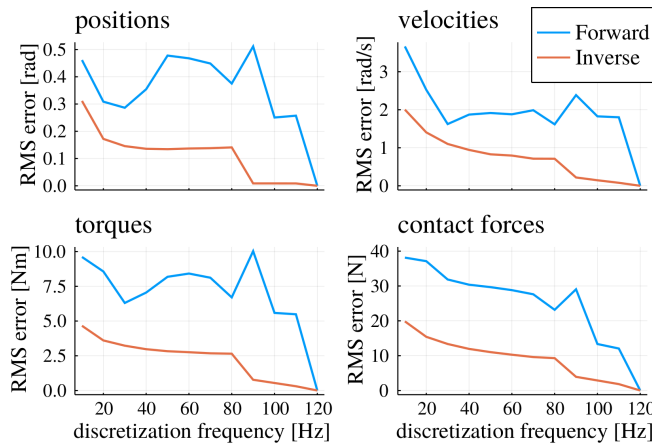 positions
velocities
Forward
Inverse
RMS error [rad]
0.5
0.4
0.3
0.2
0.1
0.0
RMS error [rad/s]
3
2
1
0
torques
contact forces
RMS error [Nm]
10.0
7.5
5.0
2.5
0.0
20 40 60 80 100 120
discretization frequency [Hz]
RMS error [N]
40
30
20
10
0
20 40 60 80 100 120
discretization frequency [Hz]